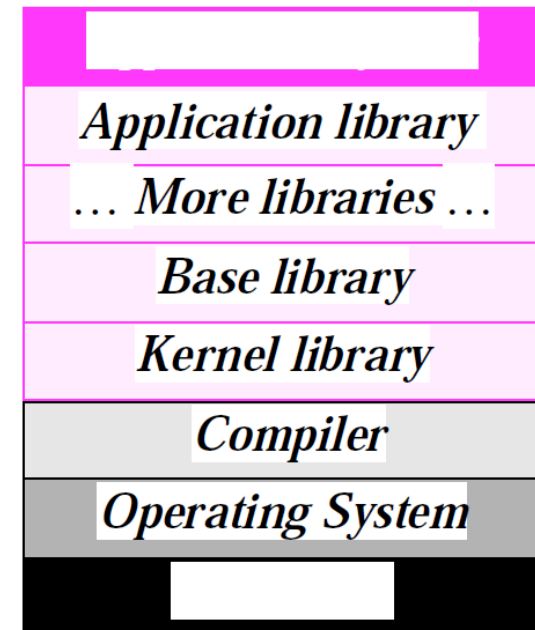 Application library
... More libraries ...
Base library
Kernel library
Compiler
Operating System